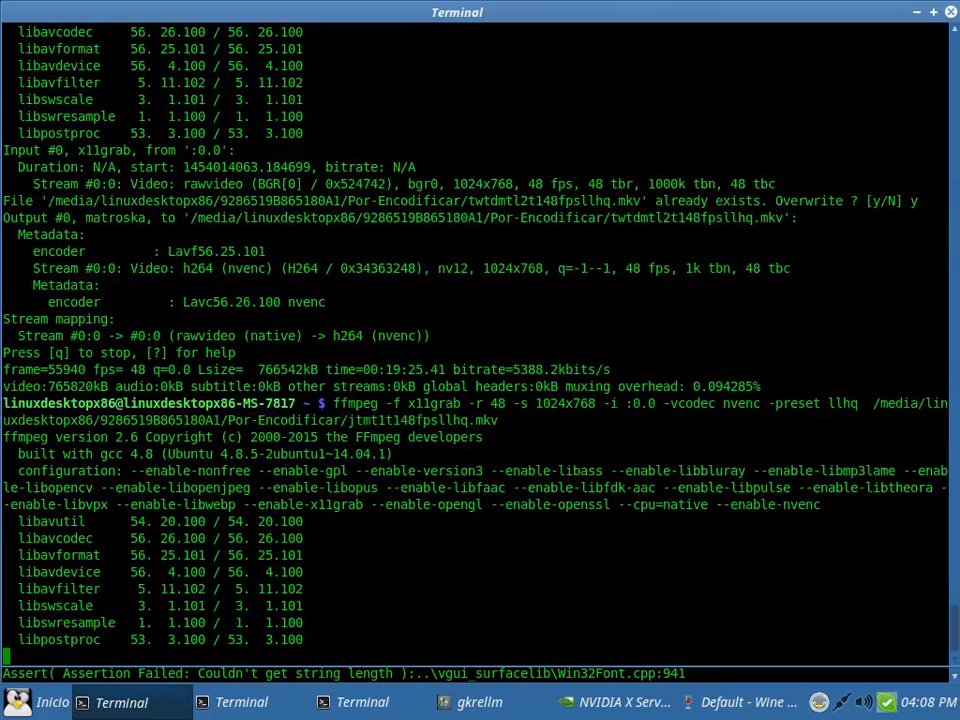 Terminal
libavcodec     56. 26.100 / 56. 26.100
libavformat    56. 25.101 / 56. 25.101
libavdevice    56.  4.100 / 56.  4.100
libavfilter     5. 11.102 /  5. 11.102
libswscale      3.  1.101 /  3.  1.101
libswresample   1.  1.100 /  1.  1.100
libpostproc    53.  3.100 / 53.  3.100
Input #0, x11grab, from ':0.0':
Duration: N/A, start: 1454014063.184699, bitrate: N/A
Stream #0:0: Video: rawvideo (BGR[0] / 0x524742), bgr0, 1024x768, 48 fps, 48 tbr, 1000k tbn, 48 tbc
File '/media/linuxdesktopx86/9286519B865180A1/Por-Encodificar/twtdmtl2t148fpsllhq.mkv' already exists. Overwrite ? [y/N] y
Output #0, matroska, to '/media/linuxdesktopx86/9286519B865180A1/Por-Encodificar/twtdmtl2t148fpsllhq.mkv':
Metadata:
encoder         : Lavf56.25.101
Stream #0:0: Video: h264 (nvenc) (H264 / 0x34363248), nv12, 1024x768, q=-1--1, 48 fps, 1k tbn, 48 tbc
Metadata:
encoder         : Lavc56.26.100 nvenc
Stream mapping:
Stream #0:0 -> #0:0 (rawvideo (native) -> h264 (nvenc))
Press [q] to stop, [?] for help
frame=55940 fps= 48 q=0.0 Lsize=  766542kB time=00:19:25.41 bitrate=5388.2kbits/s
video:765820kB audio:0kB subtitle:0kB other streams:0kB global headers:0kB muxing overhead: 0.094285%
linuxdesktopx86@linuxdesktopx86-MS-7817 ~ $ ffmpeg -f x11grab -r 48 -s 1024x768 -i :0.0 -vcodec nvenc -preset llhq  /media/lin
uxdesktopx86/9286519B865180A1/Por-Encodificar/jtmt1t148fpsllhq.mkv
ffmpeg version 2.6 Copyright (c) 2000-2015 the FFmpeg developers
built with gcc 4.8 (Ubuntu 4.8.5-2ubuntu1~14.04.1)
configuration: --enable-nonfree --enable-gpl --enable-version3 --enable-libass --enable-libbluray --enable-libmp3lame --enab
le-libopencv --enable-libopenjpeg --enable-libopus --enable-libfaac --enable-libfdk-aac --enable-libpulse --enable-libtheora -
-enable-libvpx --enable-libwebp --enable-x11grab --enable-opengl --enable-openssl --cpu=native --enable-nvenc
libavutil      54. 20.100 / 54. 20.100
libavcodec     56. 26.100 / 56. 26.100
libavformat    56. 25.101 / 56. 25.101
libavdevice    56.  4.100 / 56.  4.100
libavfilter     5. 11.102 /  5. 11.102
libswscale      3.  1.101 /  3.  1.101
libswresample   1.  1.100 /  1.  1.100
libpostproc    53.  3.100 / 53.  3.100
Assert( Assertion Failed: Couldn't get string length ):..\vgui_surfacelib\Win32Font.cpp:941
Inicio Terminal Terminal Terminal gkrellm NVIDIA X Serv... Default - Wine ... 04:08 PM